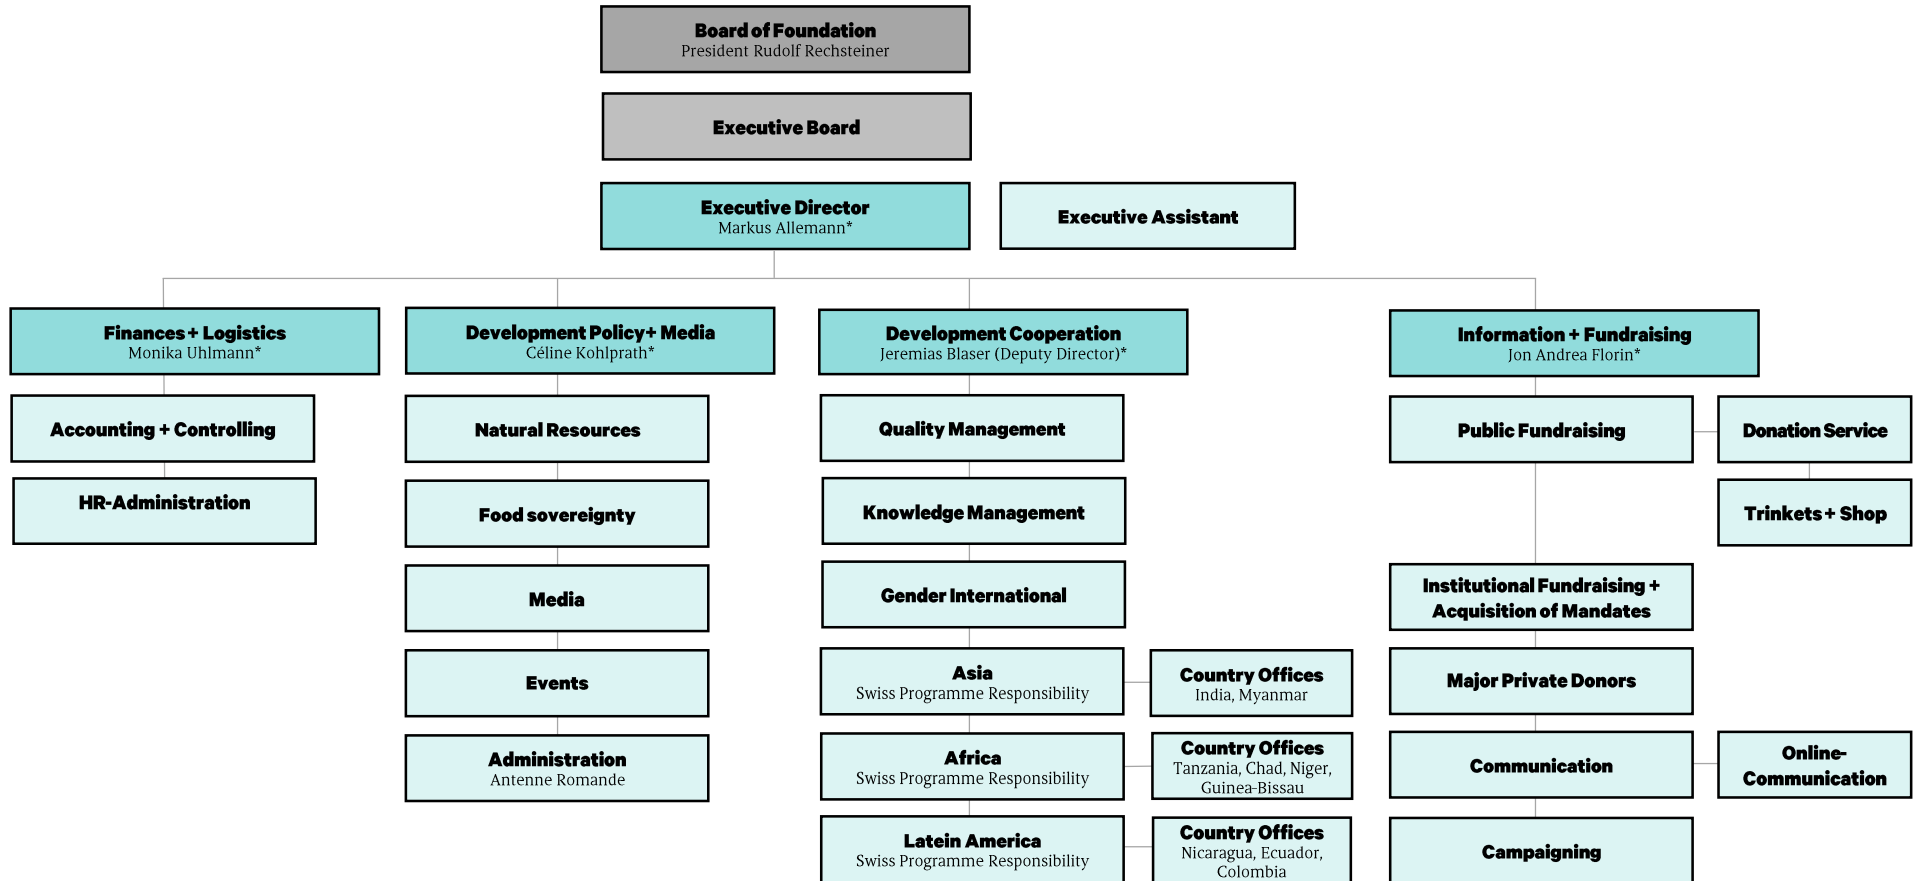 Board of Foundation
President Rudolf Rechsteiner
Executive Board
Executive Director
Markus Allemann*
Executive Assistant
Finances + Logistics
Monika Uhlmann*
Accounting + Controlling
HR-Administration
Development Policy+ Media
Céline Kohlprath*
Natural Resources
Food sovereignty
Media
Events
Administration
Antenne Romande
Development Cooperation
Jeremias Blaser (Deputy Director)*
Quality Management
Knowledge Management
Gender International
Asia
Swiss Programme Responsibility
Country Offices
India, Myanmar
Africa
Swiss Programme Responsibility
Country Offices
Tanzania, Chad, Niger,
Guinea-Bissau
Latein America
Swiss Programme Responsibility
Country Offices
Nicaragua, Ecuador,
Colombia
Information + Fundraising
Jon Andrea Florin*
Public Fundraising
Donation Service
Trinkets + Shop
Institutional Fundraising +
Acquisition of Mandates
Major Private Donors
Communication
Online-
Communication
Campaigning